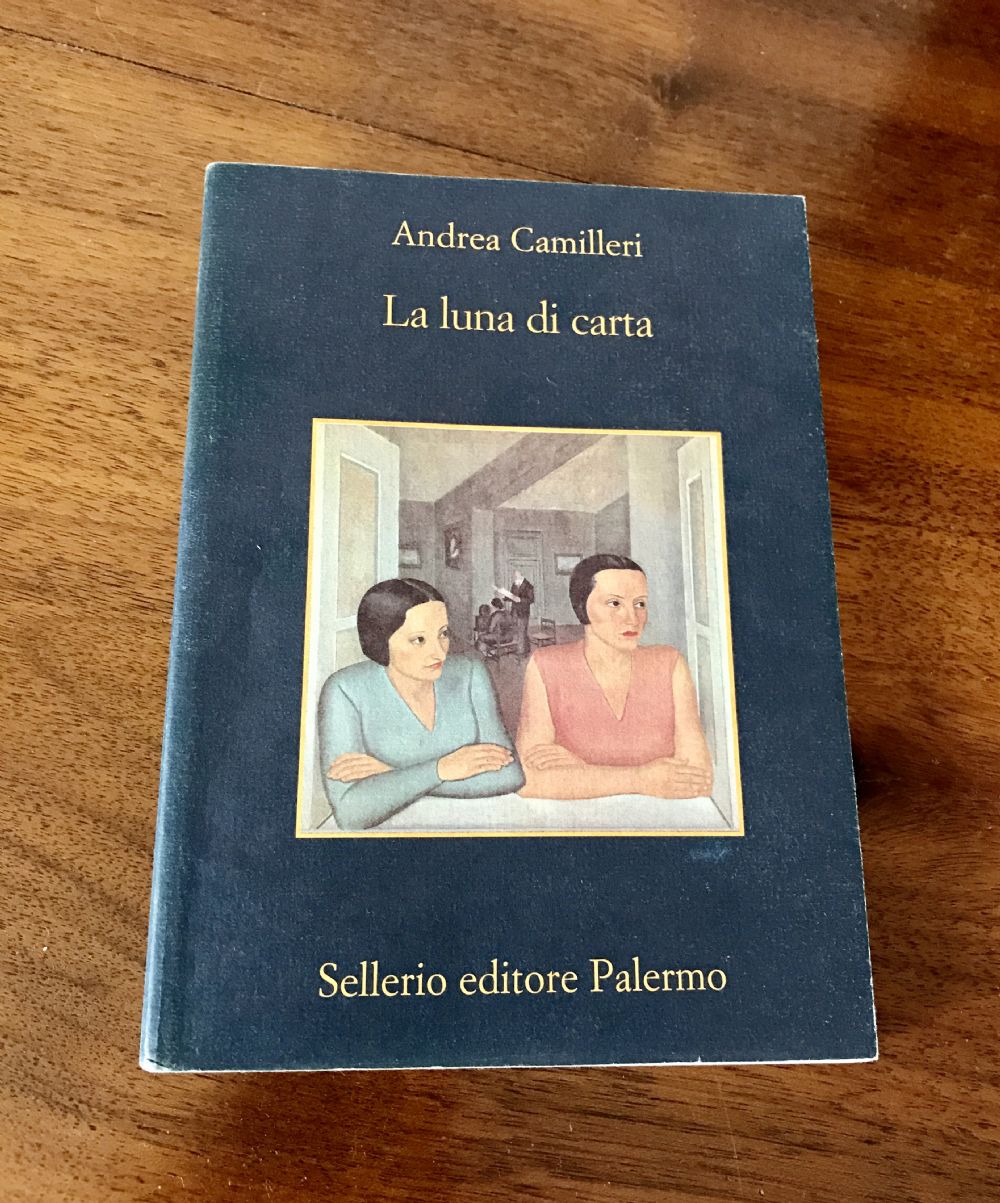 Andrea Camilleri
La luna di carta
Sellerio editore Palermo